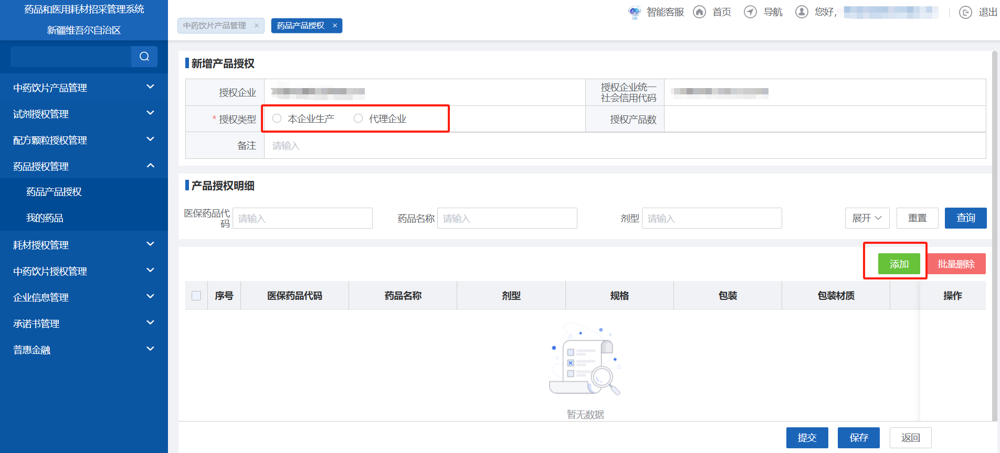 药品和医用耗材招采管理系统
新疆维吾尔自治区
智能客服
首页
导航
您好,
退出
中药饮片产品管理 ×
药品产品授权 ×
中药饮片产品管理
试剂授权管理
配方颗粒授权管理
药品授权管理
药品产品授权
我的药品
耗材授权管理
中药饮片授权管理
企业信息管理
承诺书管理
普惠金融
新增产品授权
授权企业
授权企业统一
社会信用代码
* 授权类型
本企业生产
代理企业
授权产品数
备注
请输入
产品授权明细
医保药品代
码
请输入
药品名称
请输入
剂型
请输入
展开
重置
查询
添加
批量删除
序号
医保药品代码
药品名称
剂型
规格
包装
包装材质
操作
暂无数据
提交
保存
返回